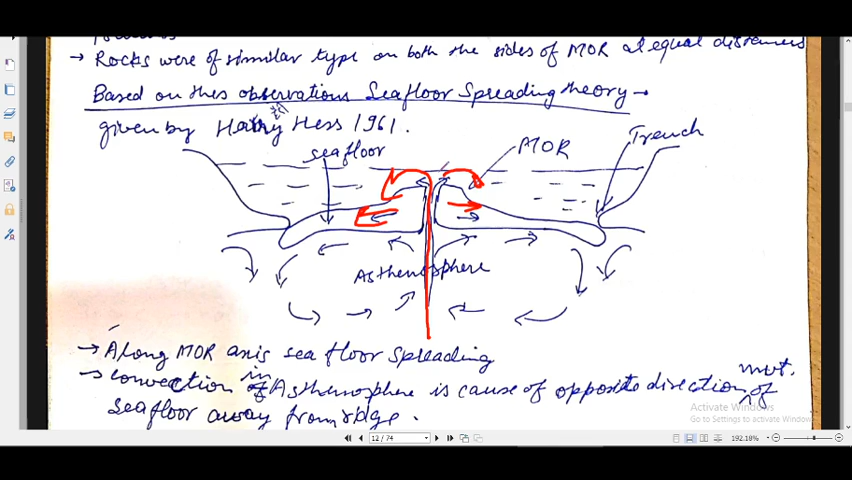 → Rocks were of similar type on both the sides of MOR at equal distances
Based on thes observations Seafloor Spreading theory →
given by Harry Hess 1961.
seafloor
MOR
Trench
Asthenosphere
→ Along MOR axis sea floor spreading
→ convection in Asthenosphere is cause of opposite direction mvt. of
seafloor away from ridge.
Activate Windows
Go to Settings to activate Windows.
12 / 74
192.18%